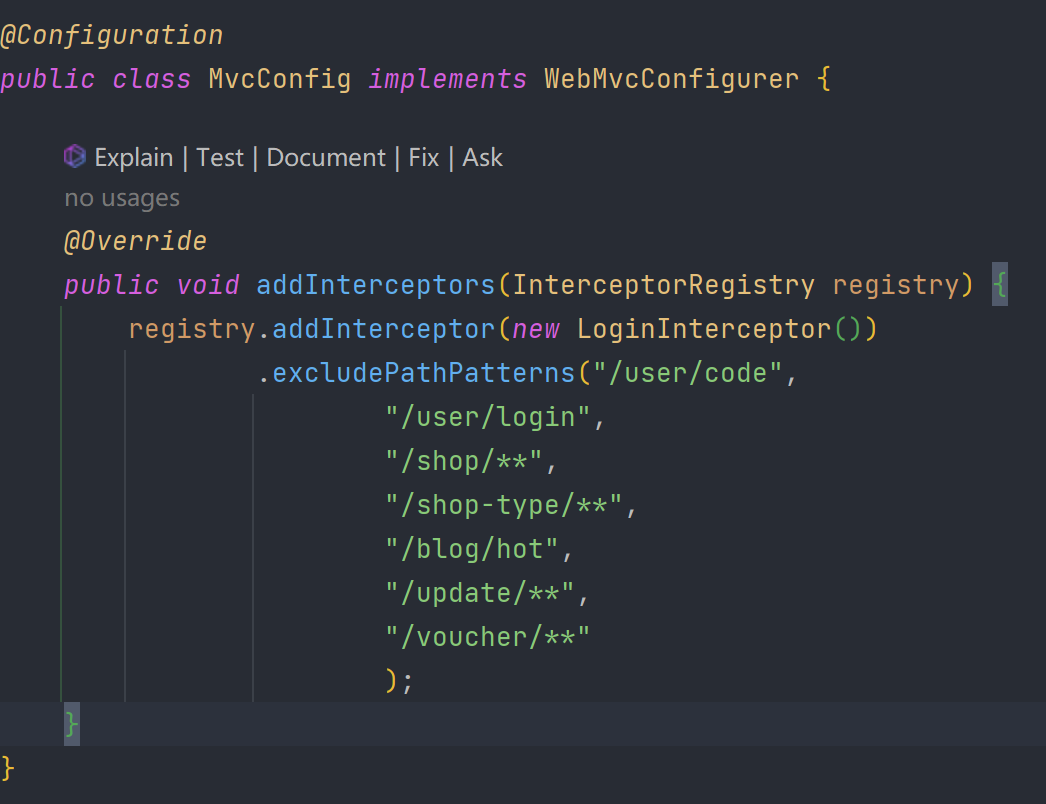 @Configuration
public class MvcConfig implements WebMvcConfigurer {
Explain | Test | Document | Fix | Ask
no usages
@Override
public void addInterceptors(InterceptorRegistry registry) {
registry.addInterceptor(new LoginInterceptor())
.excludePathPatterns("/user/code",
"/user/login",
"/shop/**",
"/shop-type/**",
"/blog/hot",
"/update/**",
"/voucher/**"
);
}
}